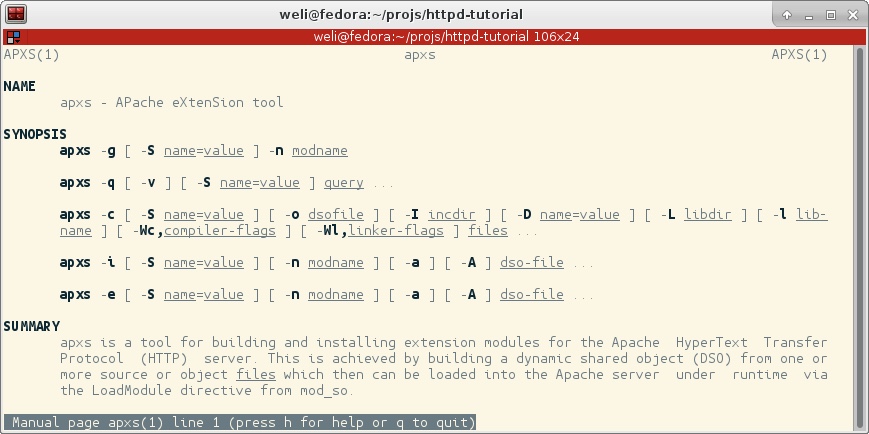 weli@fedora:~/projs/httpd-tutorial
weli@fedora:~/projs/httpd-tutorial 106x24
APXS(1) apxs APXS(1)
NAME
apxs - APache eXtenSion tool
SYNOPSIS
apxs -g [ -S name=value ] -n modname
apxs -q [ -v ] [ -S name=value ] query ...
apxs -c [ -S name=value ] [ -o dsofile ] [ -I incdir ] [ -D name=value ] [ -L libdir ] [ -l lib-
name ] [ -Wc,compiler-flags ] [ -Wl,linker-flags ] files ...
apxs -i [ -S name=value ] [ -n modname ] [ -a ] [ -A ] dso-file ...
apxs -e [ -S name=value ] [ -n modname ] [ -a ] [ -A ] dso-file ...
SUMMARY
apxs is a tool for building and installing extension modules for the Apache HyperText Transfer
Protocol (HTTP) server. This is achieved by building a dynamic shared object (DSO) from one or
more source or object files which then can be loaded into the Apache server under runtime via
the LoadModule directive from mod_so.
Manual page apxs(1) line 1 (press h for help or q to quit)